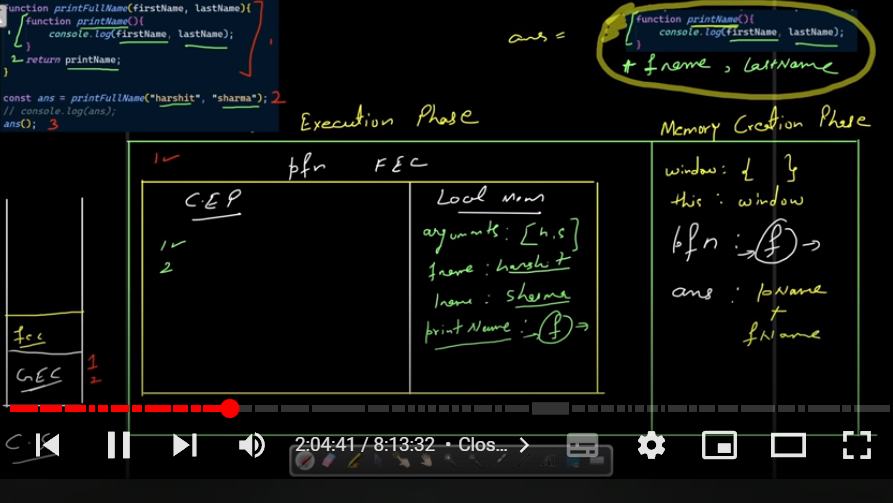 function printFullName(firstName, lastName){
function printName(){
console.log(firstName, lastName);
}
return printName;
}
const ans = printFullName("harshit", "sharma");
// console.log(ans);
ans();
1
2
1
2
3
ans =
function printName(){
console.log(firstName, lastName);
}
+ fname , lastName
Execution Phase
Memory Creation Phase
1✓ pfn FEC
C.E.P
1✓
2
Local Mem
arguments: [h,s]
fname : harshit
lname : sharma
printName : → f →
window: { }
this : window
pfn : → f →
ans : pName
+
fName
fec
GEC
1
2
C.S
2:04:41 / 8:13:32 • Clos... >